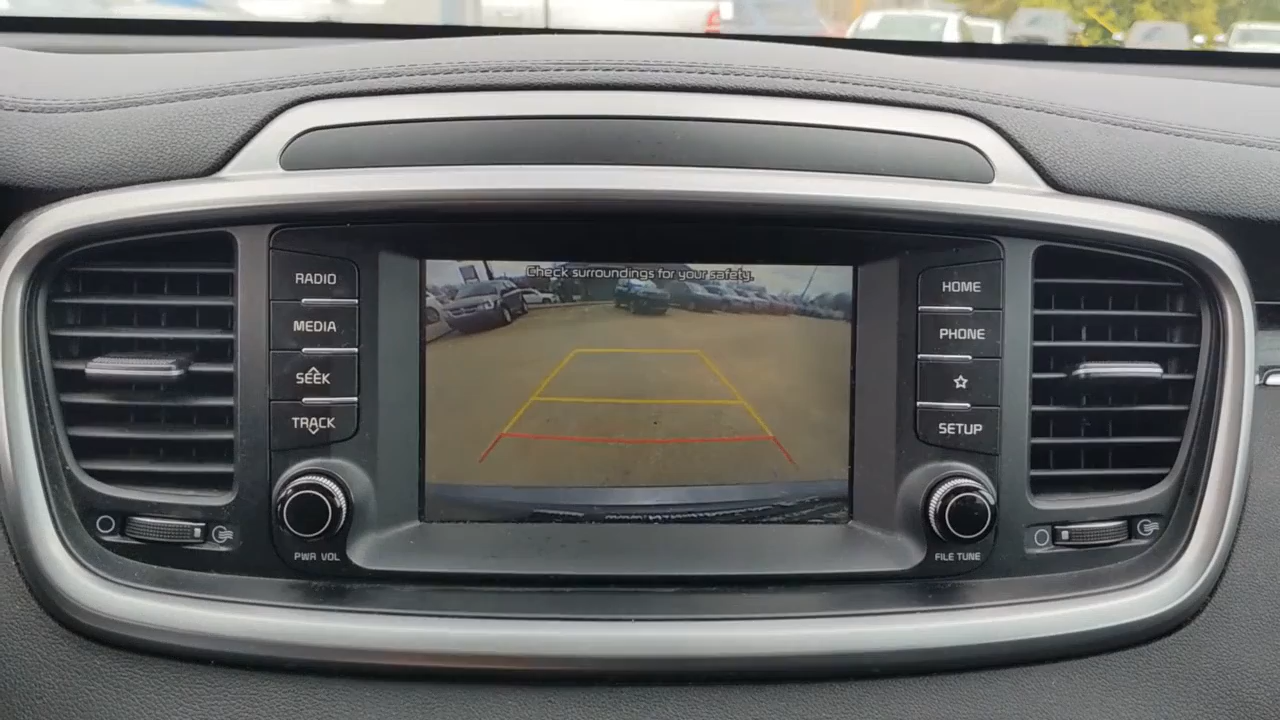 Check surroundings for your safety.
RADIO
MEDIA
SEEK
TRACK
PWR VOL
HOME
PHONE
SETUP
FILE TUNE